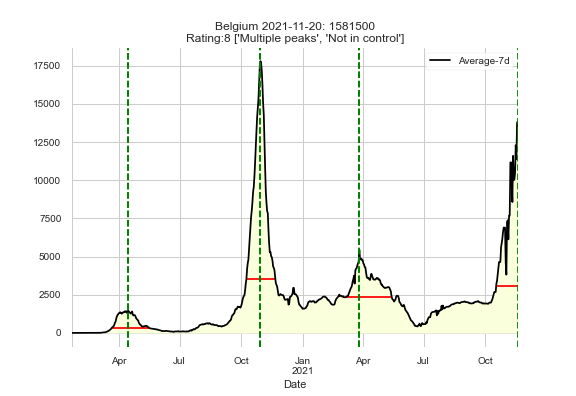 Belgium 2021-11-20: 1581500
Rating:8 ['Multiple peaks', 'Not in control']
Average-7d
17500
15000
12500
10000
7500
5000
2500
0
Apr Jul Oct Jan Apr Jul Oct
2021
Date